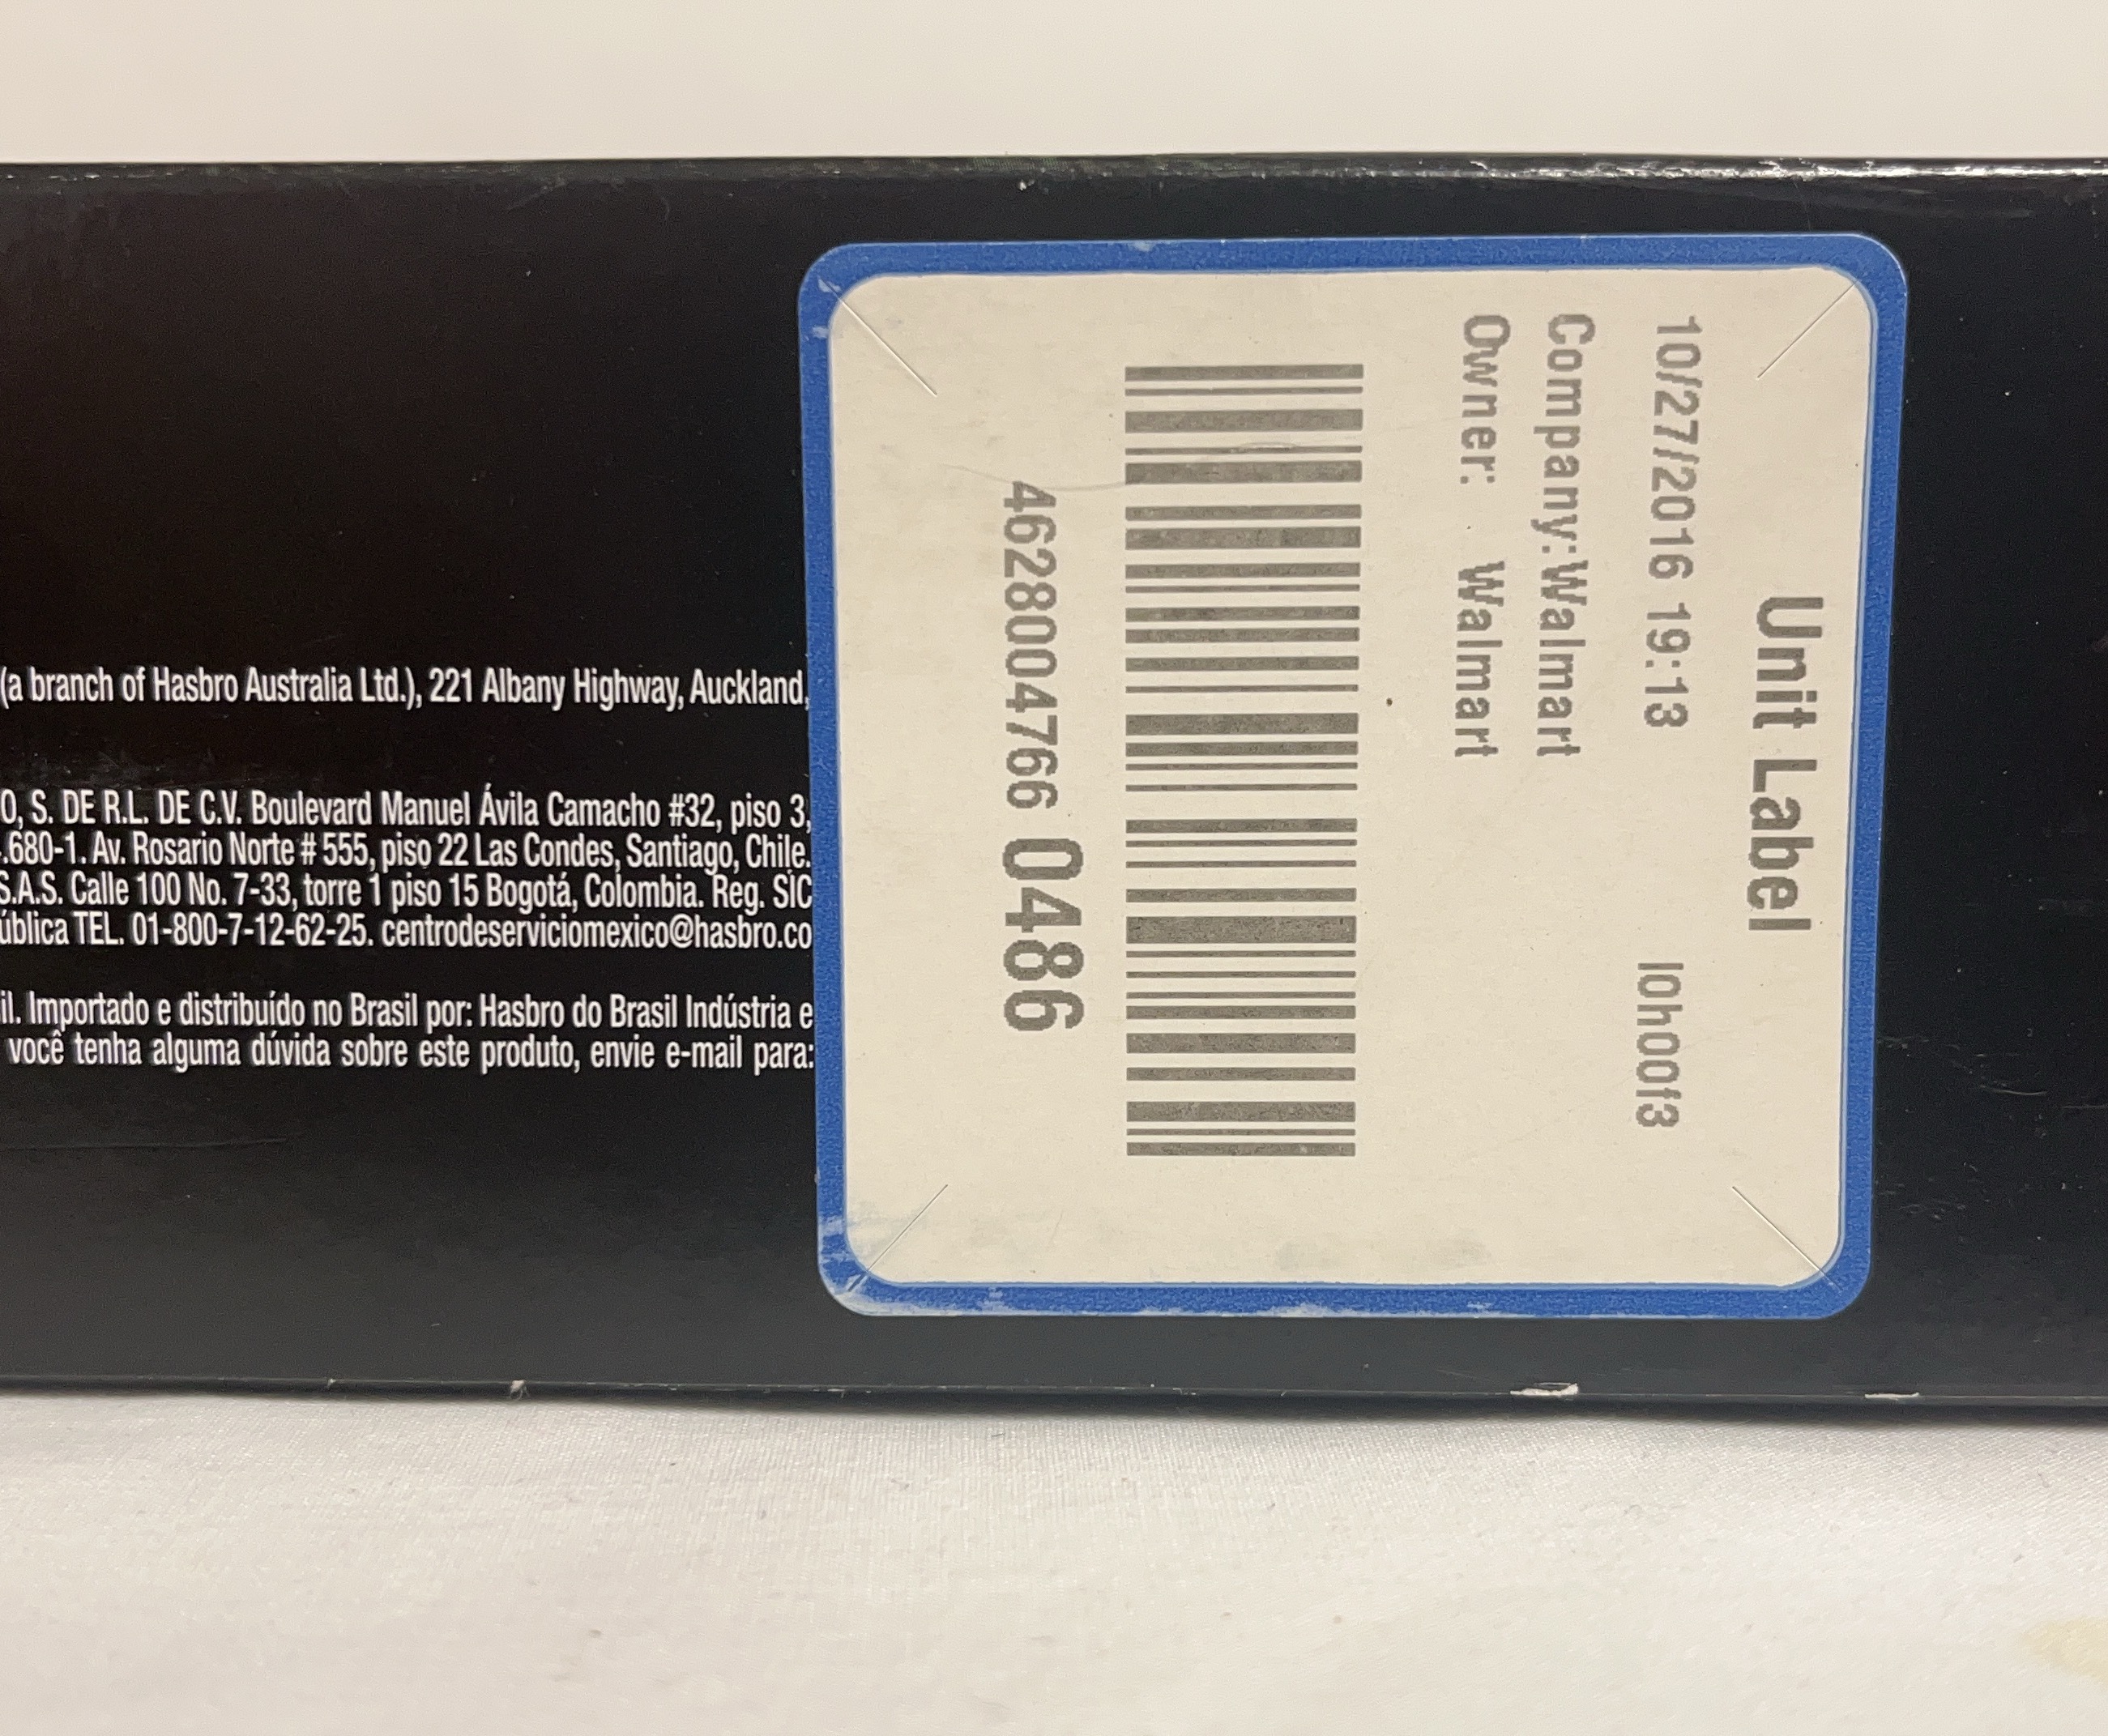 (a branch of Hasbro Australia Ltd.), 221 Albany Highway, Auckland,
O, S. DE R.L. DE C.V. Boulevard Manuel Ávila Camacho #32, piso 3,
.680-1. Av. Rosario Norte # 555, piso 22 Las Condes, Santiago, Chile.
S.A.S. Calle 100 No. 7-33, torre 1 piso 15 Bogotá, Colombia. Reg. SIC
ública TEL. 01-800-7-12-62-25. centrodeserviciomexico@hasbro.co
il. Importado e distribuído no Brasil por: Hasbro do Brasil Indústria e
você tenha alguma dúvida sobre este produto, envie e-mail para:
Unit Label
10/27/2016 19:13 l0h00f3
Company:Walmart
Owner: Walmart
4628004766 0486